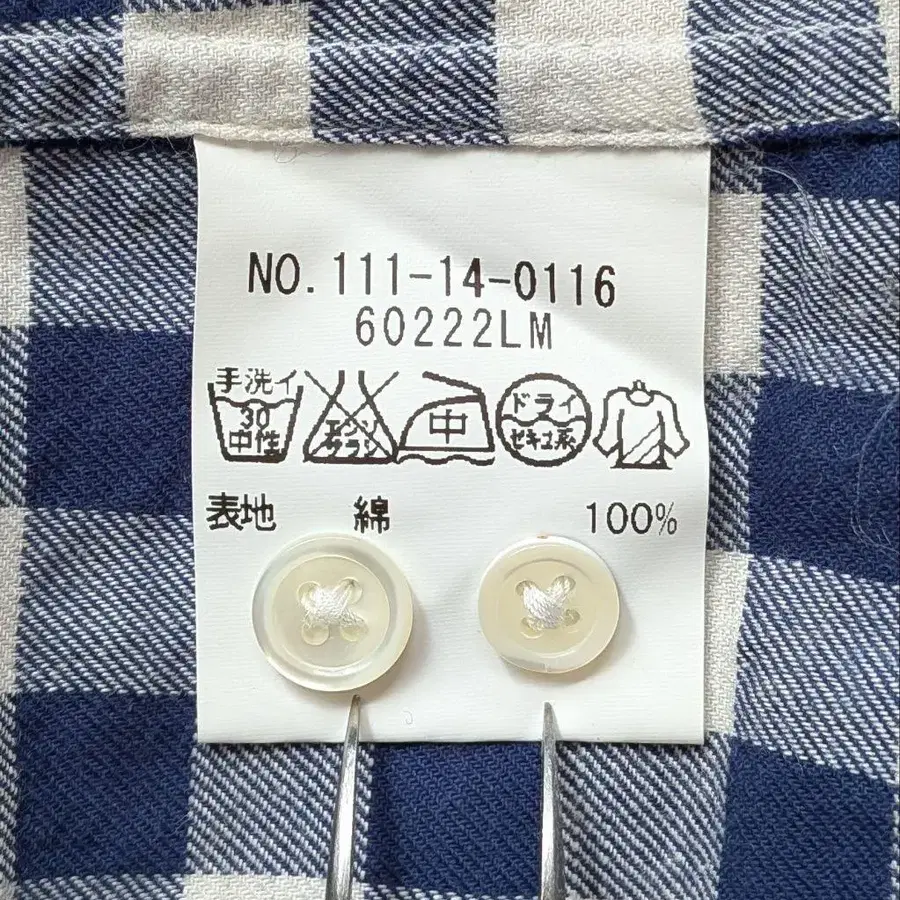 NO. 111-14-0116
60222LM
手洗イ
30
中性
エンソ
サラシ
中
ドライ
セキユ系
表地 綿 100%